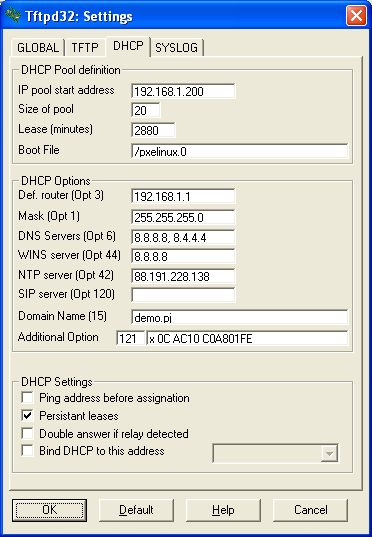 Tftpd32: Settings
GLOBAL TFTP DHCP SYSLOG
DHCP Pool definition
IP pool start address 192.168.1.200
Size of pool 20
Lease (minutes) 2880
Boot File /pxelinux.0
DHCP Options
Def. router (Opt 3) 192.168.1.1
Mask (Opt 1) 255.255.255.0
DNS Servers (Opt 6) 8.8.8.8, 8.4.4.4
WINS server (Opt 44) 8.8.8.8
NTP server (Opt 42) 88.191.228.138
SIP server (Opt 120)
Domain Name (15) demo.pj
Additional Option 121 x 0C AC10 C0A801FE
DHCP Settings
Ping address before assignation
Persistant leases
Double answer if relay detected
Bind DHCP to this address
OK Default Help Cancel